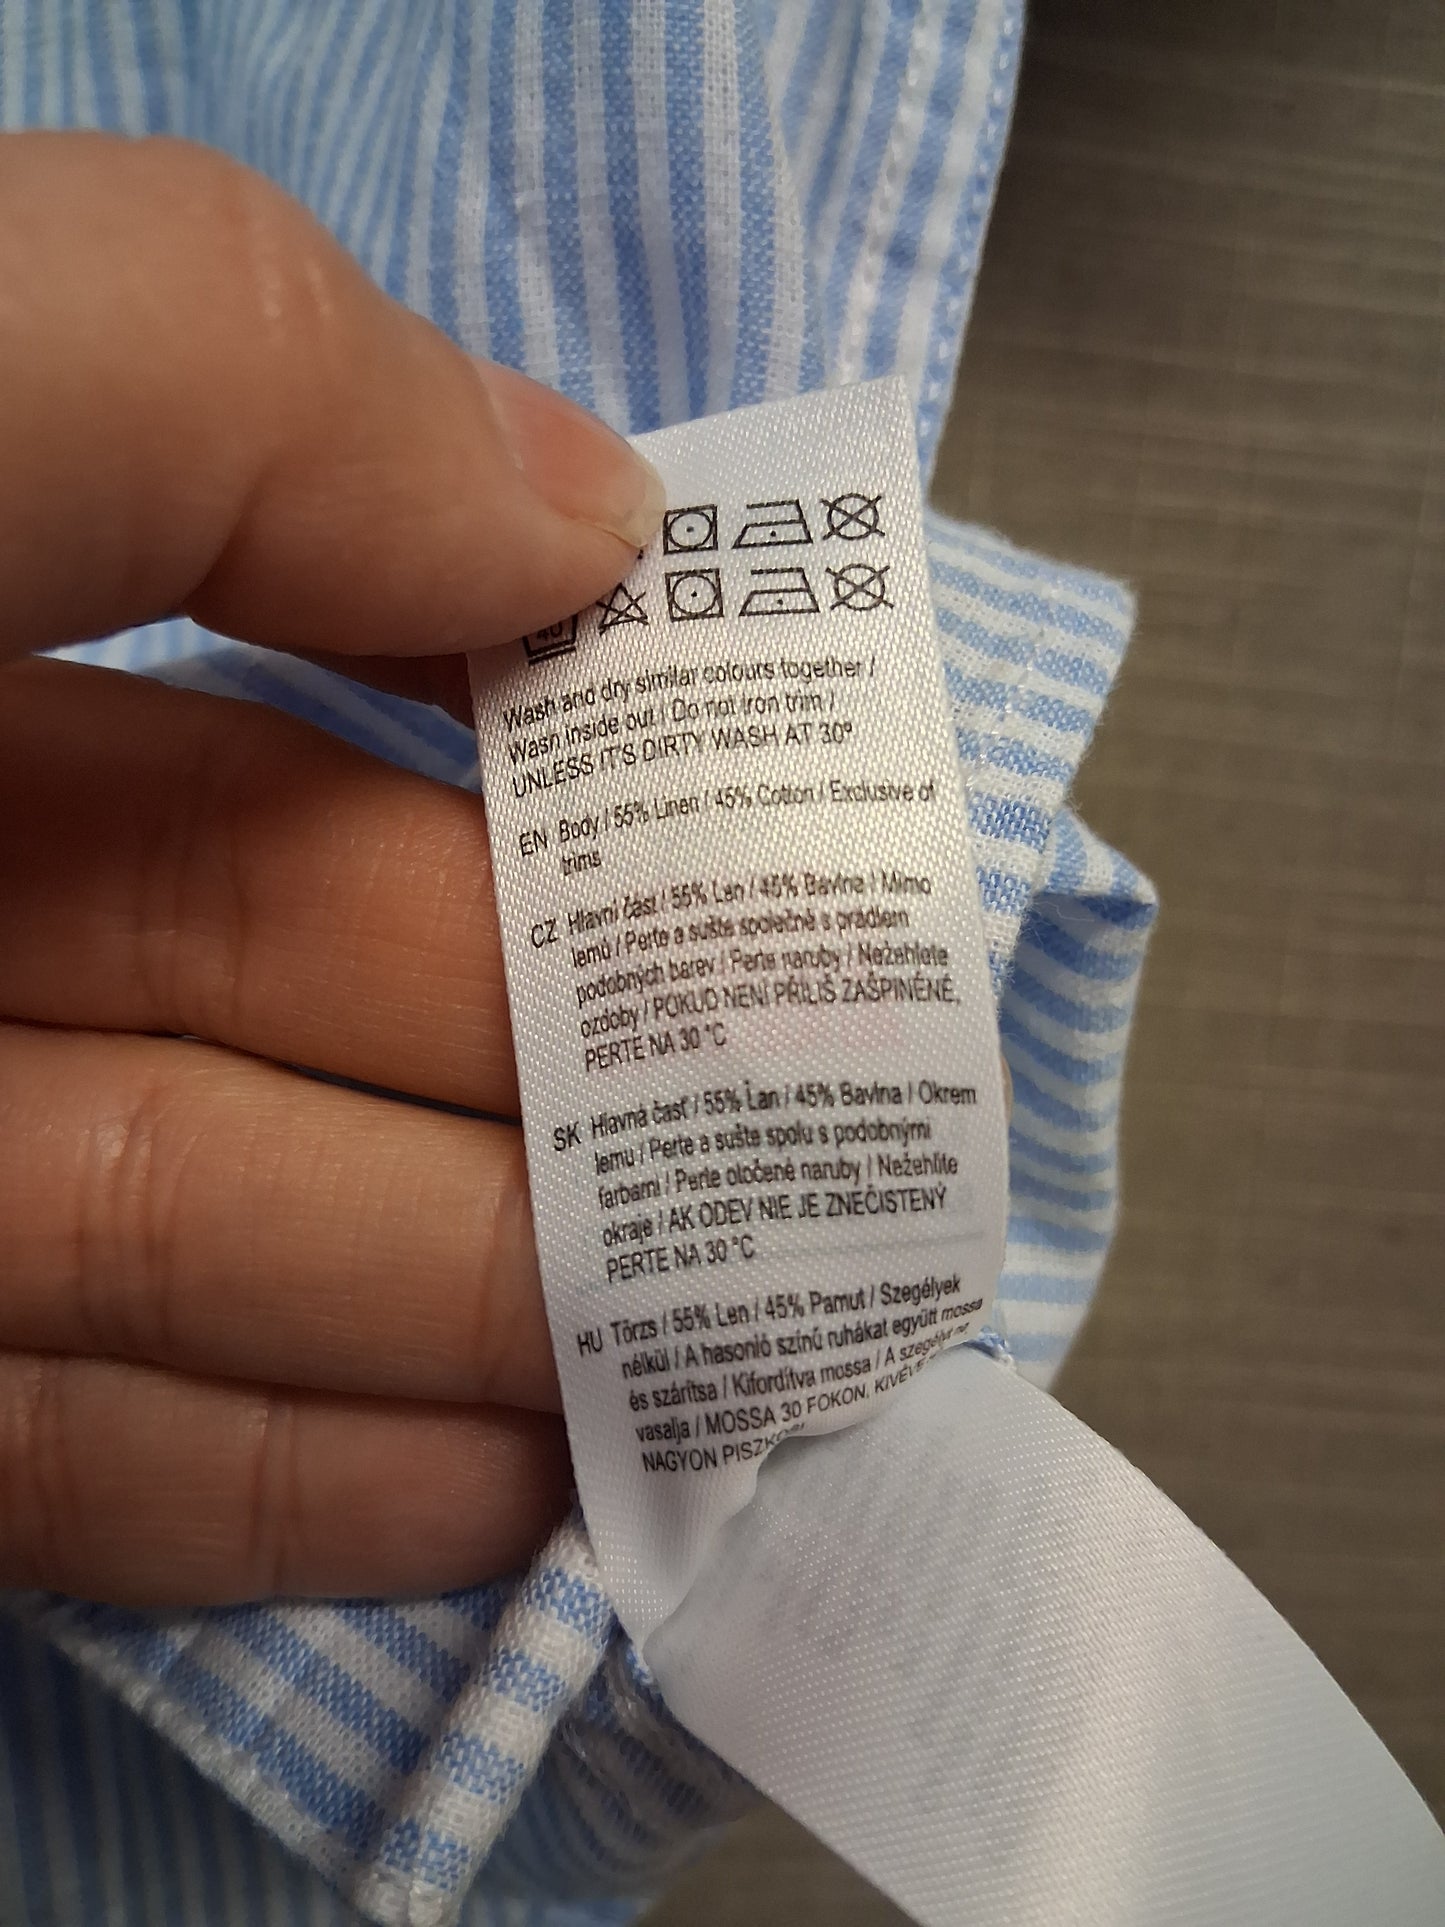 40
Wash and dry similar colours together /
Wash inside out / Do not iron trim /
UNLESS IT'S DIRTY WASH AT 30º
EN Body / 55% Linen / 45% Cotton / Exclusive of
trims
CZ Hlavní část / 55% Len / 45% Bavlna / Mimo
lemů / Perte a sušte společně s prádlem
podobných barev / Perte naruby / Nežehlete
ozdoby / POKUD NENÍ PŘÍLIŠ ZAŠPINĚNÉ,
PERTE NA 30 °C
SK Hlavná časť / 55% Ľan / 45% Bavlna / Okrem
lemu / Perte a sušte spolu s podobnými
farbami / Perte otočené naruby / Nežehlite
okraje / AK ODEV NIE JE ZNEČISTENÝ
PERTE NA 30 °C
HU Törzs / 55% Len / 45% Pamut / Szegélyek
nélkül / A hasonló színű ruhákat együtt mossa
és szárítsa / Kifordítva mossa / A szegélyt ne
vasalja / MOSSA 30 FOKON, KIVÉVE
NAGYON